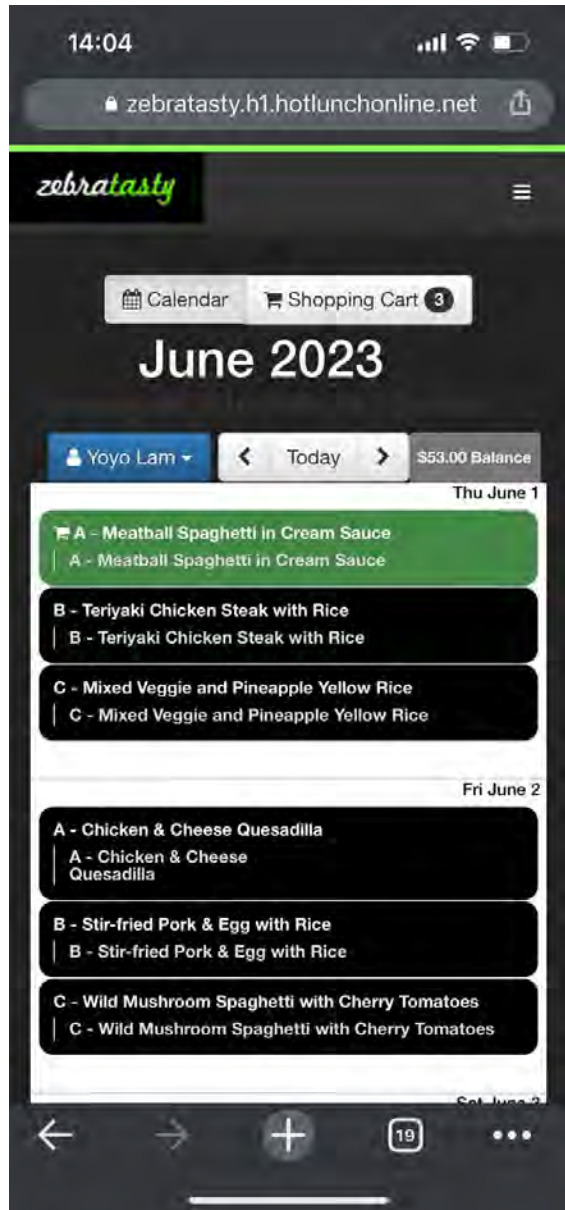 14:04
zebratasty.h1.hotlunchonline.net
zebratasty
Calendar
Shopping Cart 3
June 2023
Yoyo Lam
Today
$53.00 Balance
Thu June 1
A - Meatball Spaghetti in Cream Sauce
A - Meatball Spaghetti in Cream Sauce
B - Teriyaki Chicken Steak with Rice
B - Teriyaki Chicken Steak with Rice
C - Mixed Veggie and Pineapple Yellow Rice
C - Mixed Veggie and Pineapple Yellow Rice
Fri June 2
A - Chicken & Cheese Quesadilla
A - Chicken & Cheese
Quesadilla
B - Stir-fried Pork & Egg with Rice
B - Stir-fried Pork & Egg with Rice
C - Wild Mushroom Spaghetti with Cherry Tomatoes
C - Wild Mushroom Spaghetti with Cherry Tomatoes
Sat June 3
19